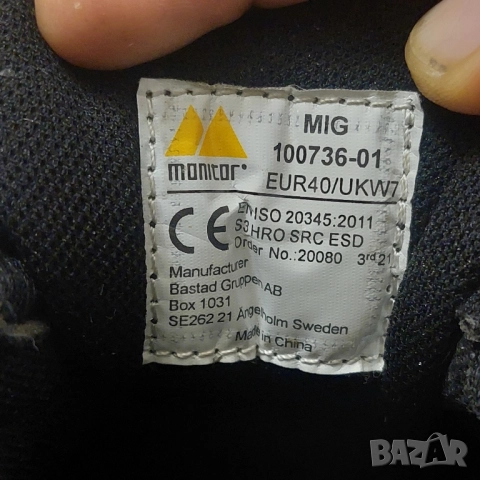 MIG
100736-01
monitor
EUR40/UKW7
CE
EN ISO 20345:2011
S3 HRO SRC ESD
Order No.:20080 3rd 21
Manufacturer
Bastad Gruppen AB
Box 1031
SE262 21 Ängelholm Sweden
Made in China
BAZAR